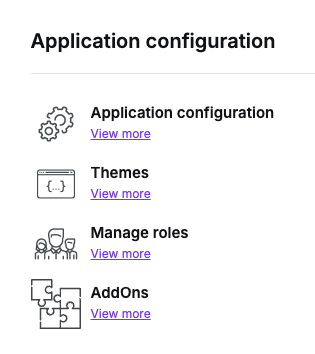 Application configuration
Application configuration
View more
{...}
Themes
View more
Manage roles
View more
AddOns
View more